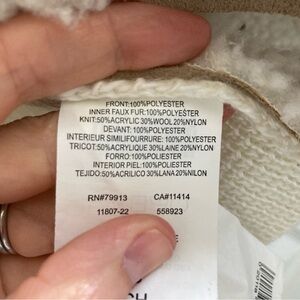 FRONT:100%POLYESTER
INNER FAUX FUR:100%POLYESTER
KNIT:50%ACRYLIC 30%WOOL 20%NYLON
DEVANT: 100%POLYESTER
INTERIEUR SIMILIFOURRURE: 100%POLYESTER
TRICOT:50%ACRYLIQUE 30%LAINE 20%NYLON
FORRO:100%POLIESTER
INTERIOR PIEL:100%POLIESTER
TEJIDO:50%ACRILICO 30%LANA 20%NILON
RN#79913 CA#11414
11807-22 558923